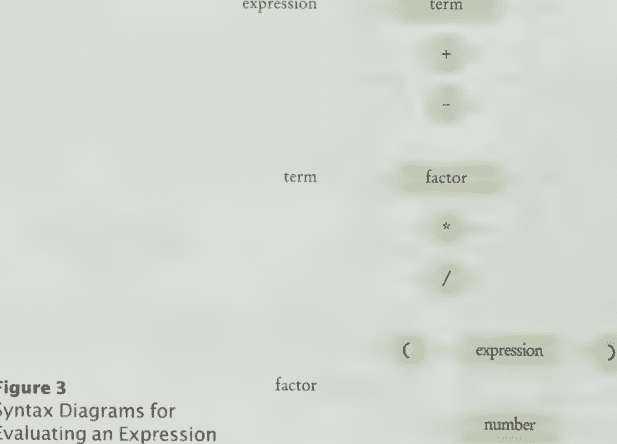 expression term
+
-
term factor
*
/
( expression )
factor
number
Figure 3
Syntax Diagrams for
Evaluating an Expression